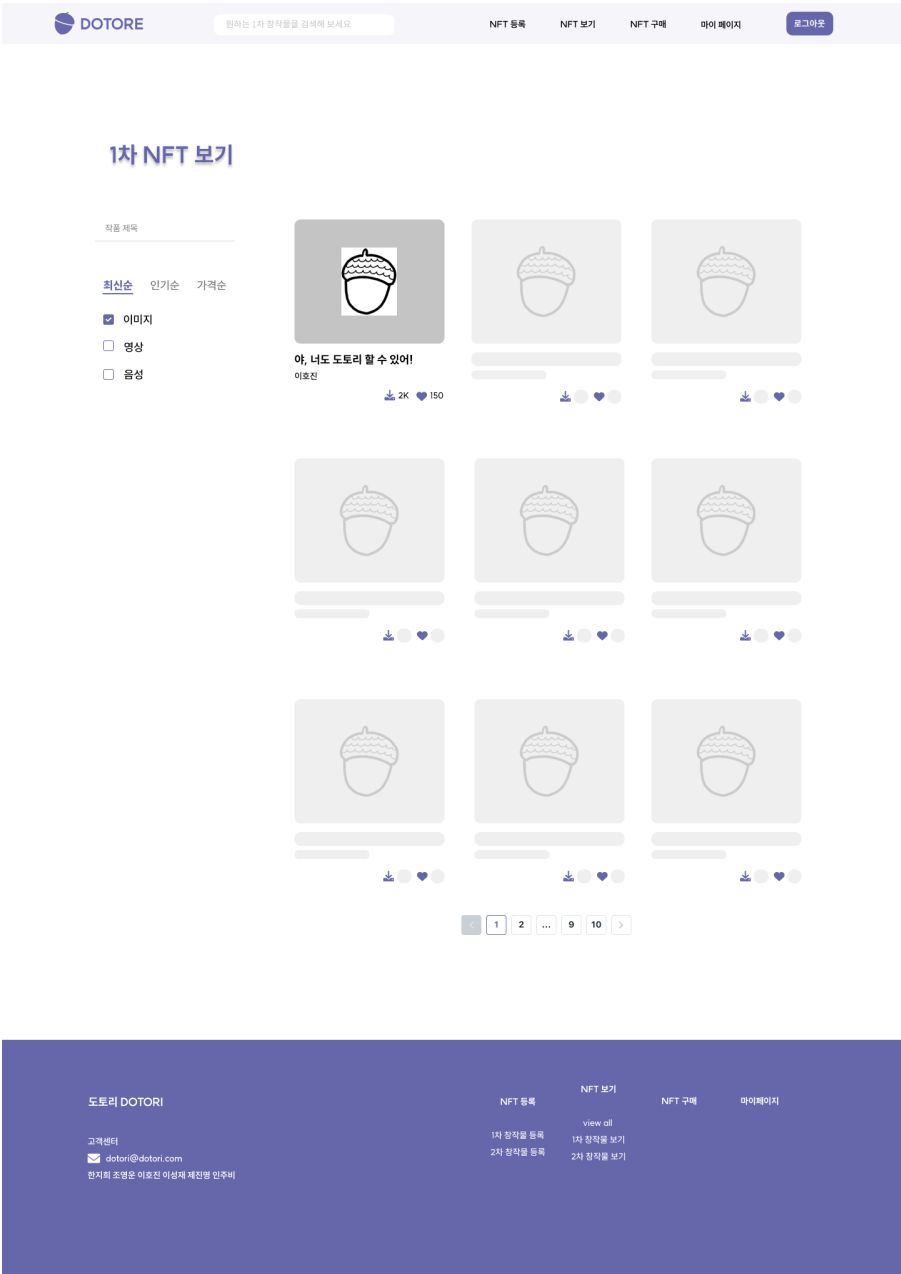 DOTORE
원하는 1차 창작물을 검색해 보세요
NFT 등록
NFT 보기
NFT 구매
마이 페이지
로그아웃
1차 NFT 보기
작품 제목
최신순
인기순
가격순
이미지
영상
음성
야, 너도 도토리 할 수 있어!
이호진
2K
150
1
2
...
9
10
도토리 DOTORI
고객센터
dotori@dotori.com
한지희 조영운 이호진 이성재 제진명 인주비
NFT 등록
1차 창작물 등록
2차 창작물 등록
NFT 보기
view all
1차 창작물 보기
2차 창작물 보기
NFT 구매
마이페이지